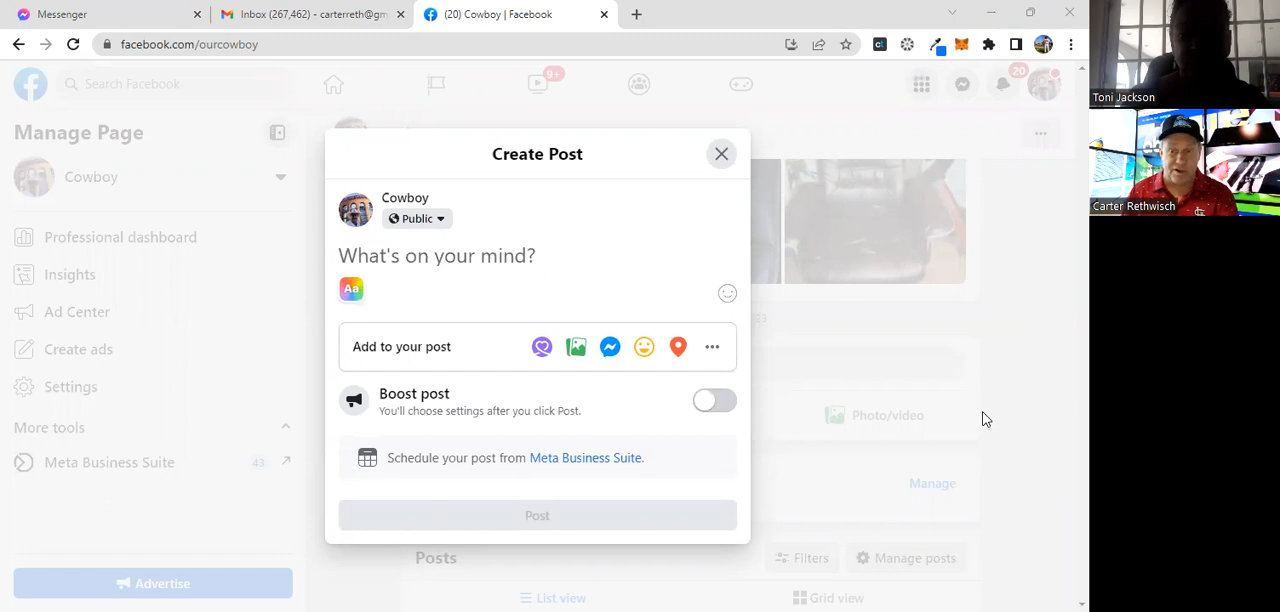 Messenger
Inbox (267,462) - carterreth@gm
(20) Cowboy | Facebook
facebook.com/ourcowboy
Search Facebook
9+
20
Manage Page
Cowboy
Professional dashboard
Insights
Ad Center
Create ads
Settings
More tools
Meta Business Suite
43
Advertise
Create Post
Cowboy
Public
What's on your mind?
Aa
Add to your post
Boost post
You'll choose settings after you click Post.
Schedule your post from Meta Business Suite.
Post
Photo/video
Manage
Posts
Filters
Manage posts
List view
Grid view
Toni Jackson
Carter Rethwisch